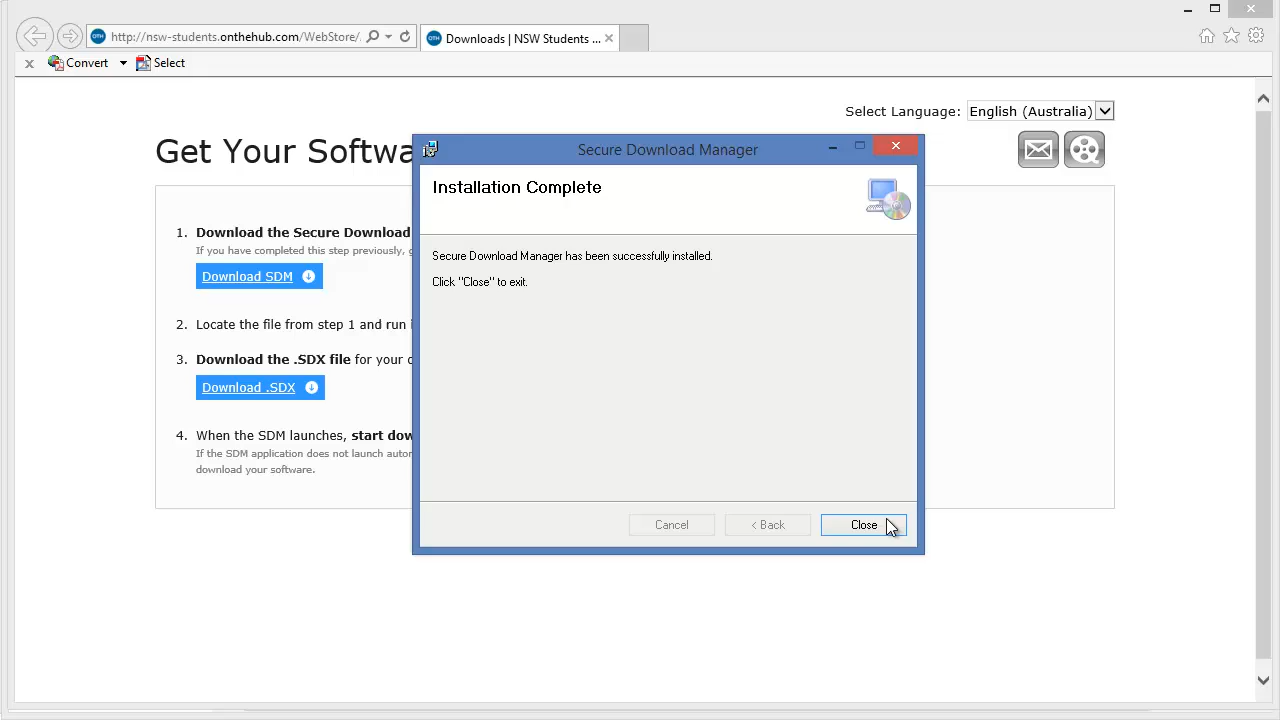 http://nsw-students.onthehub.com/WebStore/.
Downloads | NSW Students ...
x Convert Select
Select Language: English (Australia)
Get Your Softwa
Secure Download Manager
Installation Complete
Secure Download Manager has been successfully installed.
Click "Close" to exit.
Cancel
< Back
Close
1. Download the Secure Download
If you have completed this step previously,
Download SDM
2. Locate the file from step 1 and run
3. Download the .SDX file for your
Download .SDX
4. When the SDM launches, start dow
If the SDM application does not launch
download your software.